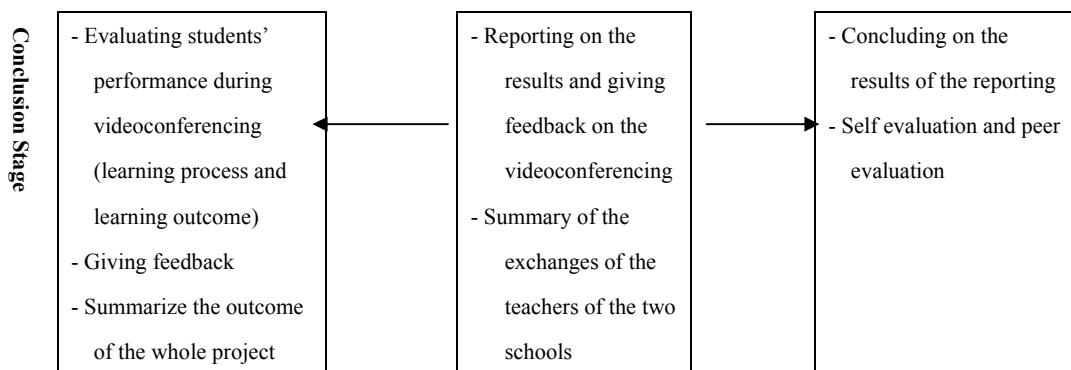 Conclusion Stage
- Evaluating students’
performance during
videoconferencing
(learning process and
learning outcome)
- Giving feedback
- Summarize the outcome
of the whole project
- Reporting on the
results and giving
feedback on the
videoconferencing
- Summary of the
exchanges of the
teachers of the two
schools
- Concluding on the
results of the reporting
- Self evaluation and peer
evaluation